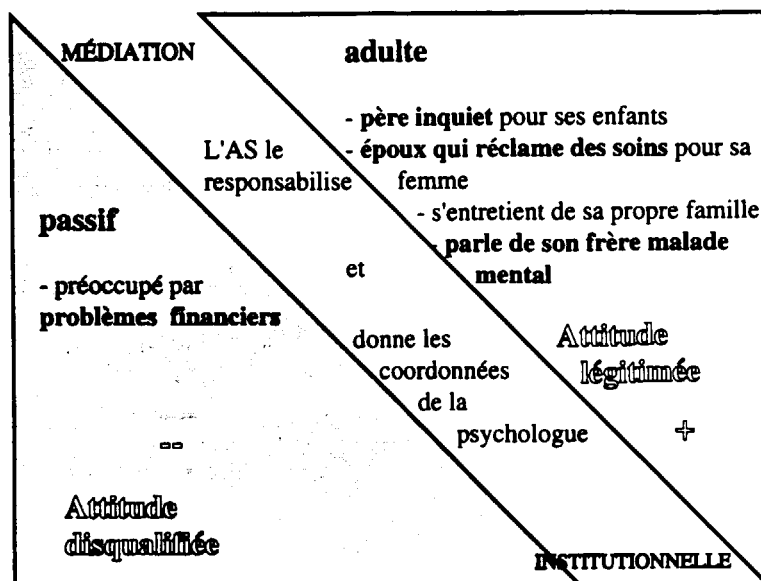 MÉDIATION
adulte
- père inquiet pour ses enfants
- époux qui réclame des soins pour sa
femme
- s'entretient de sa propre famille
- parle de son frère malade
mental
L'AS le
responsabilise
et
donne les
coordonnées
de la
psychologue
passif
- préoccupé par
problèmes financiers
--
Attitude
disqualifiée
Attitude
légitimée
+
INSTITUTIONNELLE